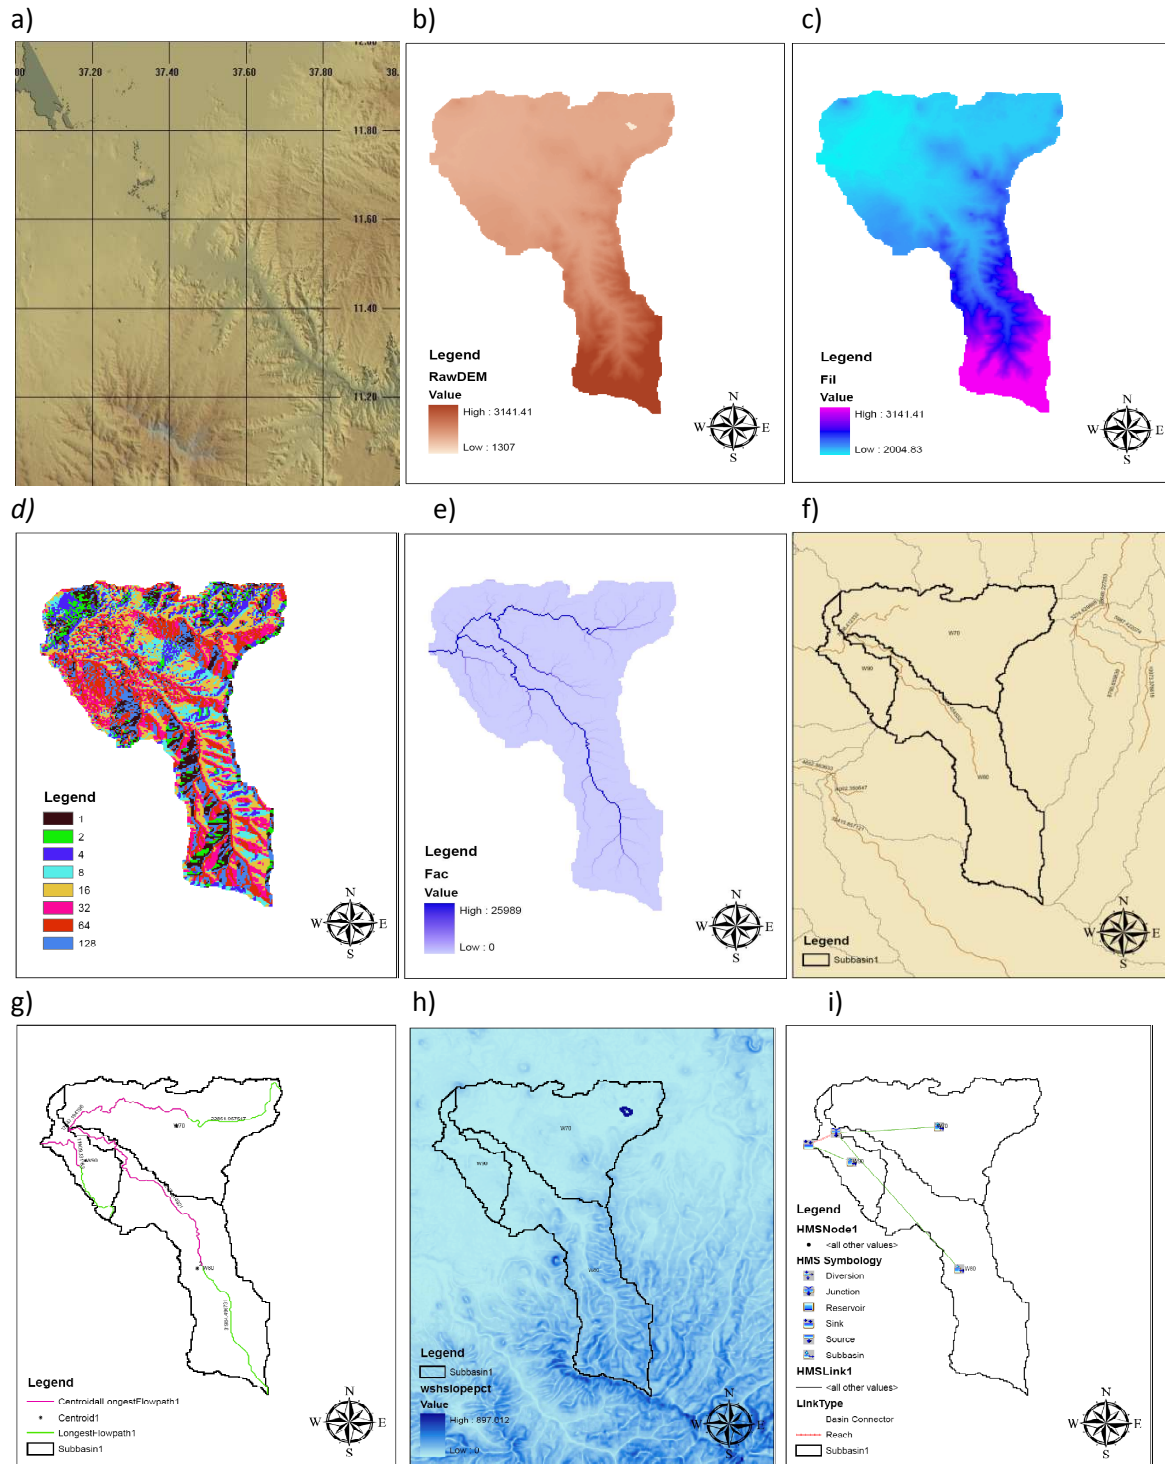 a)
b)
c)
37.20
37.40
37.60
37.80
38.
11.80
11.60
11.40
11.20
Legend
RawDEM
Value
High : 3141.41
Low : 1307
N
W
E
S
Legend
Fil
Value
High : 3141.41
Low : 2004.83
N
W
E
S
d)
e)
f)
Legend
1
2
4
8
16
32
64
128
N
W
E
S
Legend
Fac
Value
High : 25989
Low : 0
N
W
E
S
W70
W90
W80
Legend
Subbasin1
N
W
E
S
g)
h)
i)
W70
W80
Legend
CentroidalLongestFlowpath1
Centroid1
LongestFlowpath1
Subbasin1
N
W
E
S
W70
W90
Legend
Subbasin1
wshslopepct
Value
High : 897.012
Low : 0
N
W
E
S
W70
W80
Legend
HMSNode1
<all other values>
HMS Symbology
Diversion
Junction
Reservoir
Sink
Source
Subbasin
HMSLink1
<all other values>
LinkType
Basin Connector
Reach
Subbasin1
N
W
E
S